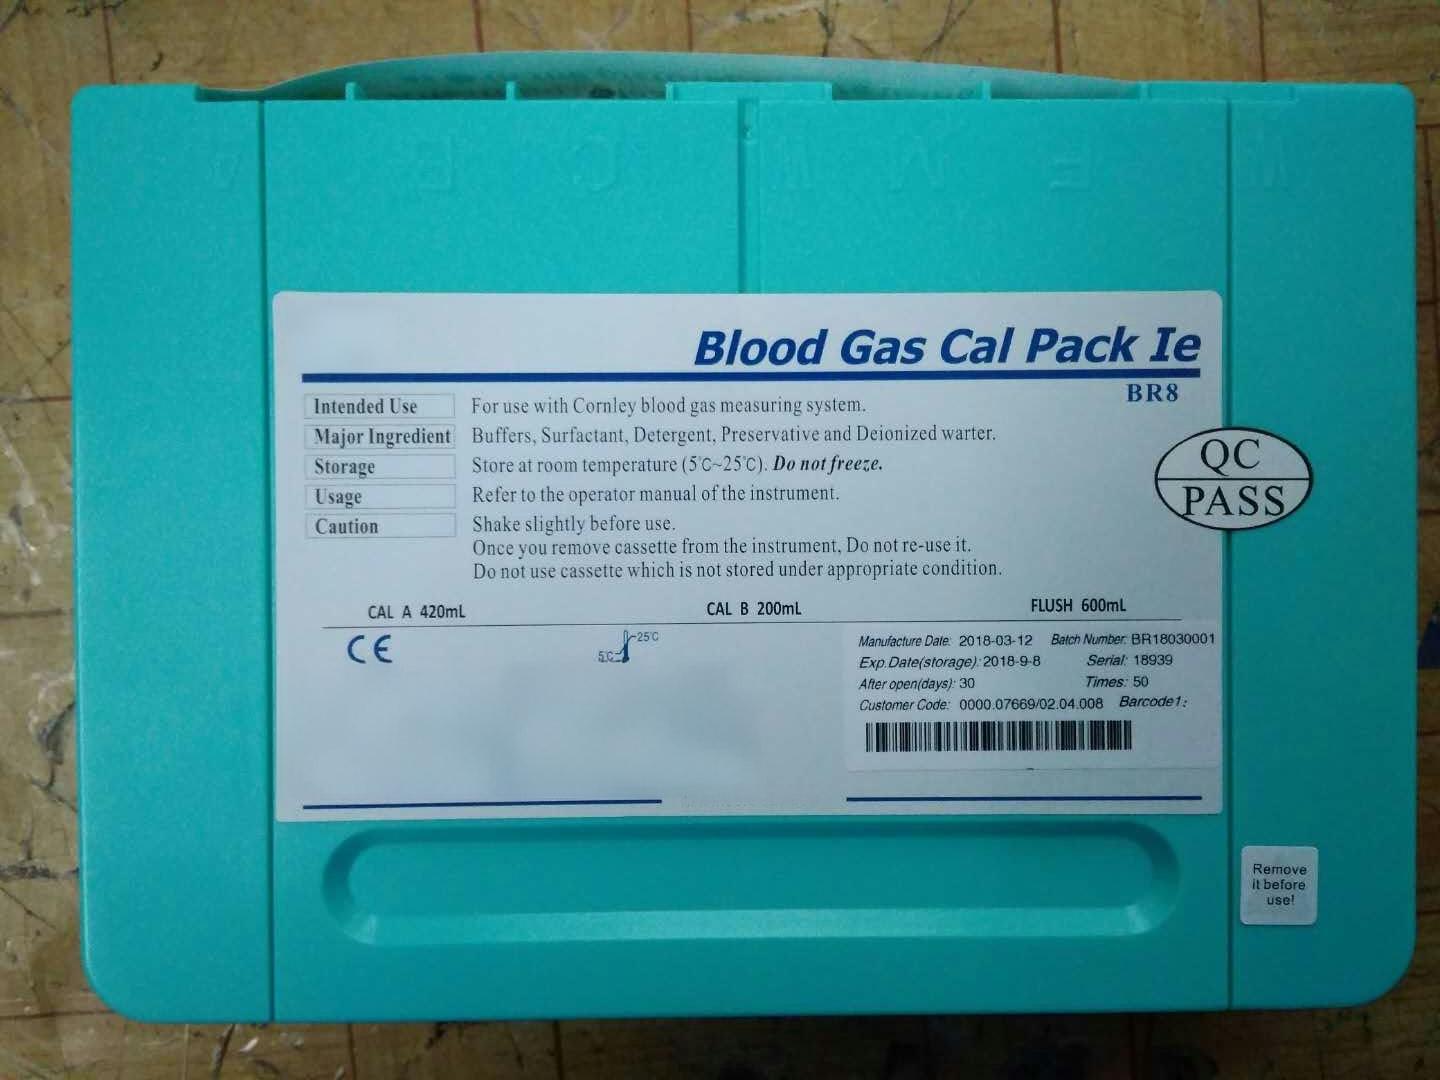 Blood Gas Cal Pack Ie
BR8
Intended Use For use with Cornley blood gas measuring system.
Major Ingredient Buffers, Surfactant, Detergent, Preservative and Deionized warter.
Storage Store at room temperature (5℃~25℃). Do not freeze.
Usage Refer to the operator manual of the instrument.
Caution Shake slightly before use.
Once you remove cassette from the instrument, Do not re-use it.
Do not use cassette which is not stored under appropriate condition.
QC
PASS
CAL A 420mL CAL B 200mL FLUSH 600mL
CE
25℃
5℃
Manufacture Date: 2018-03-12 Batch Number: BR18030001
Exp.Date(storage): 2018-9-8 Serial: 18939
After open(days): 30 Times: 50
Customer Code: 0000.07669/02.04.008 Barcode1:
Remove
it before
use!